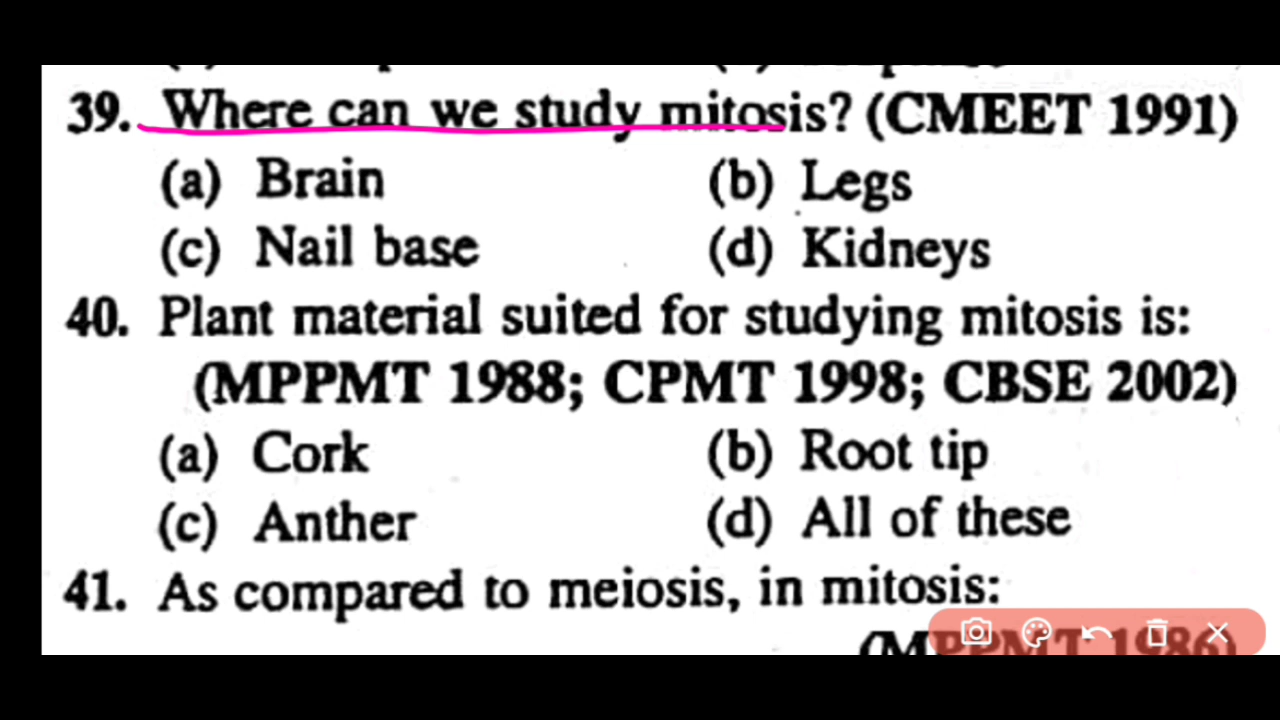 39. Where can we study mitosis? (CMEET 1991)
(a) Brain (b) Legs
(c) Nail base (d) Kidneys
40. Plant material suited for studying mitosis is:
(MPPMT 1988; CPMT 1998; CBSE 2002)
(a) Cork (b) Root tip
(c) Anther (d) All of these
41. As compared to meiosis, in mitosis:
(MPPMT 1986)